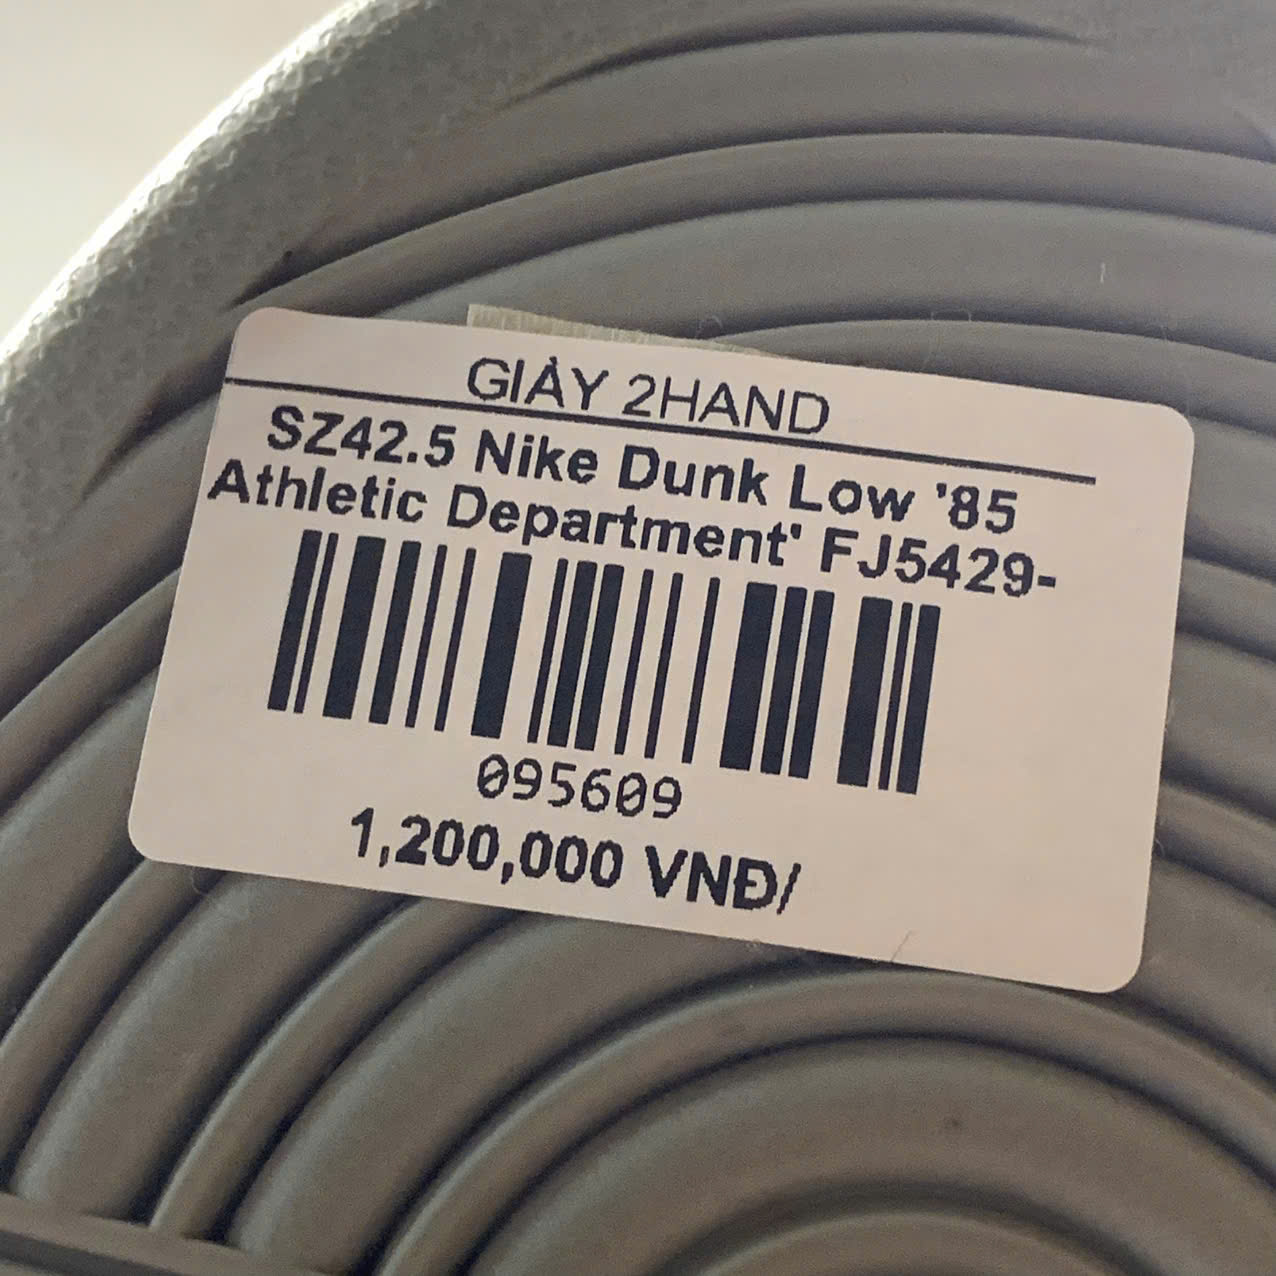 GIÀY 2HAND
SZ42.5 Nike Dunk Low '85
Athletic Department' FJ5429-
095609
1,200,000 VNĐ/